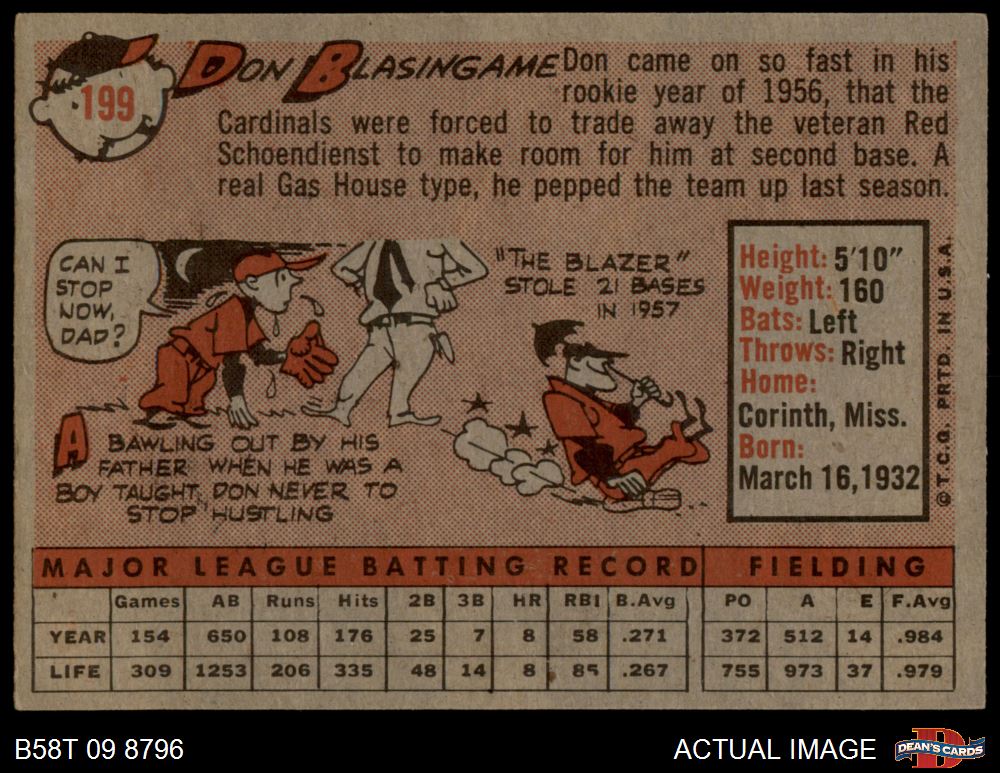 199
DON BLASINGAME
Don came on so fast in his
rookie year of 1956, that the
Cardinals were forced to trade away the veteran Red
Schoendienst to make room for him at second base. A
real Gas House type, he pepped the team up last season.
CAN I
STOP
NOW,
DAD?
A BAWLING OUT BY HIS
FATHER WHEN HE WAS A
BOY TAUGHT DON NEVER TO
STOP HUSTLING
"THE BLAZER"
STOLE 21 BASES
IN 1957
Height: 5'10"
Weight: 160
Bats: Left
Throws: Right
Home:
Corinth, Miss.
Born:
March 16, 1932
© T.C.G. PRTD. IN U.S.A.
MAJOR LEAGUE BATTING RECORD FIELDING
Games AB Runs Hits 2B 3B HR RBI B.Avg PO A E F.Avg
YEAR 154 650 108 176 25 7 8 58 .271 372 512 14 .984
LIFE 309 1253 206 335 48 14 8 85 .267 755 973 37 .979
B58T 09 8796
ACTUAL IMAGE
D
DEAN'S CARDS